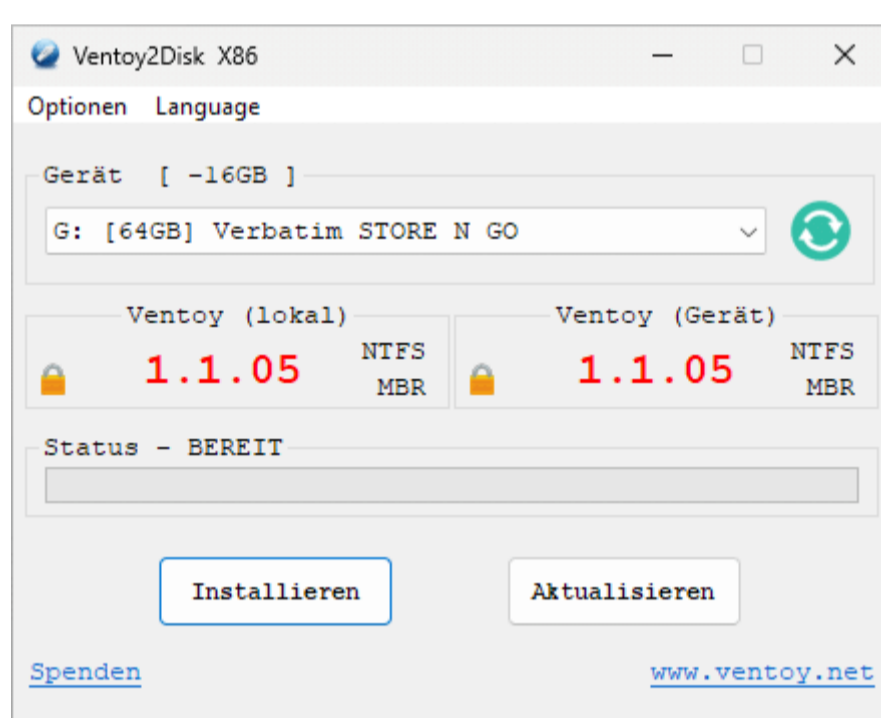 Ventoy2Disk X86
Optionen Language
Gerät [ -16GB ]
G: [64GB] Verbatim STORE N GO
Ventoy (lokal)
1.1.05
NTFS
MBR
Ventoy (Gerät)
1.1.05
NTFS
MBR
Status - BEREIT
Installieren
Aktualisieren
Spenden
www.ventoy.net